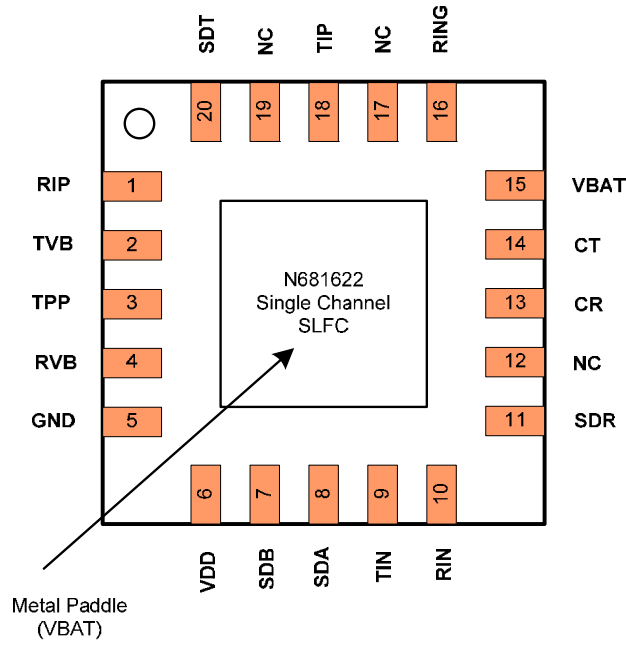 SDT NC TIP NC RING
20 19 18 17 16
RIP 1
TVB 2
TPP 3
RVB 4
GND 5
15 VBAT
14 CT
13 CR
12 NC
11 SDR
N681622
Single Channel
SLFC
6 7 8 9 10
VDD SDB SDA TIN RIN
Metal Paddle
(VBAT)